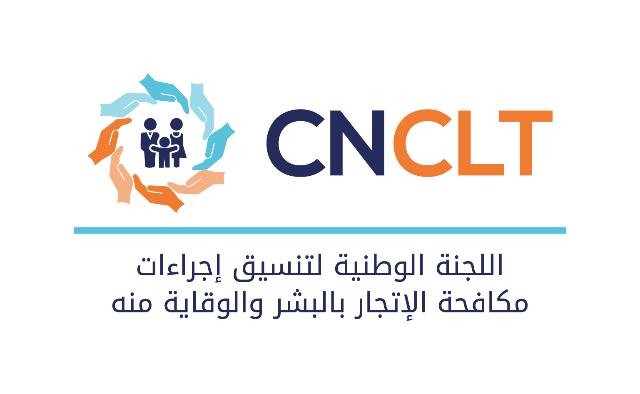 CNCLT
اللجنة الوطنية لتنسيق إجراءات
مكافحة الإتجار بالبشر والوقاية منه